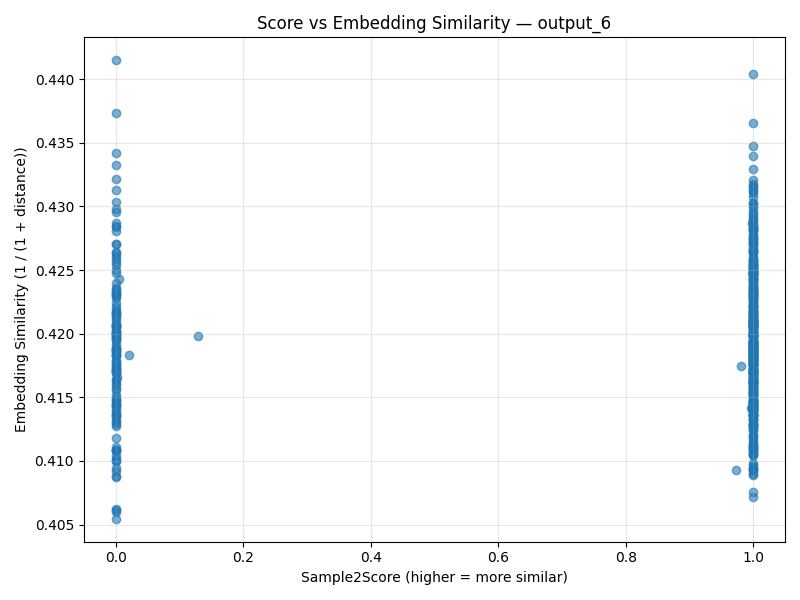 Score vs Embedding Similarity — output_6
Embedding Similarity (1 / (1 + distance))
0.440
0.435
0.430
0.425
0.420
0.415
0.410
0.405
0.0 0.2 0.4 0.6 0.8 1.0
Sample2Score (higher = more similar)